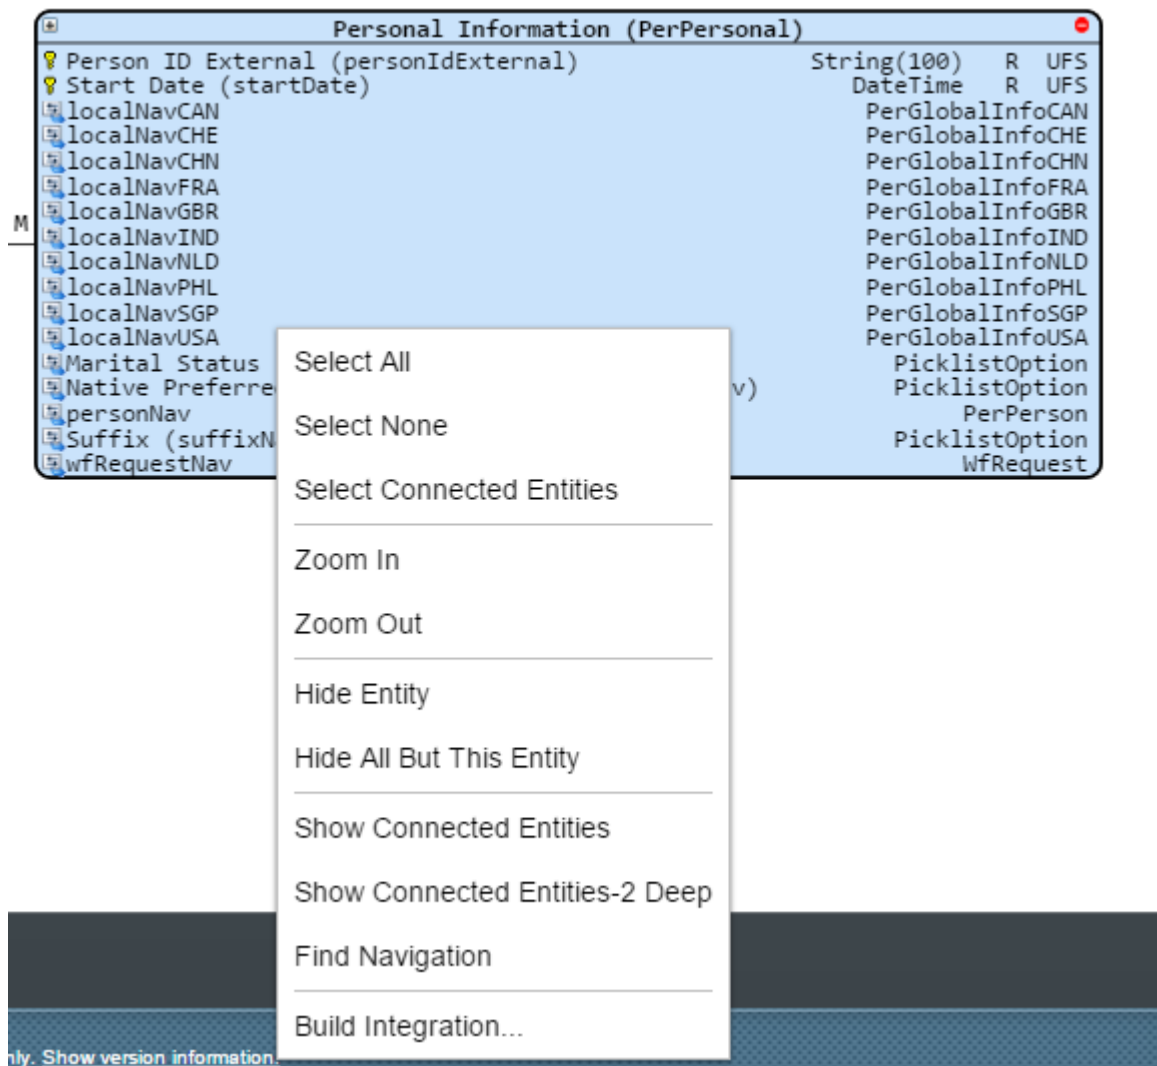 Personal Information (PerPersonal)
Person ID External (personIdExternal) String(100) R UFS
Start Date (startDate) DateTime R UFS
localNavCAN PerGlobalInfoCAN
localNavCHE PerGlobalInfoCHE
localNavCHN PerGlobalInfoCHN
localNavFRA PerGlobalInfoFRA
M
localNavGBR PerGlobalInfoGBR
localNavIND PerGlobalInfoIND
localNavNLD PerGlobalInfoNLD
localNavPHL PerGlobalInfoPHL
localNavSGP PerGlobalInfoSGP
localNavUSA PerGlobalInfoUSA
Marital Status PicklistOption
Native v) PicklistOption
personNav PerPerson
Suffix PicklistOption
wfRequestNav WfRequest
Select All
Select None
Select Connected Entities
Zoom In
Zoom Out
Hide Entity
Hide All But This Entity
Show Connected Entities
Show Connected Entities-2 Deep
Find Navigation
Build Integration...
Show version information.